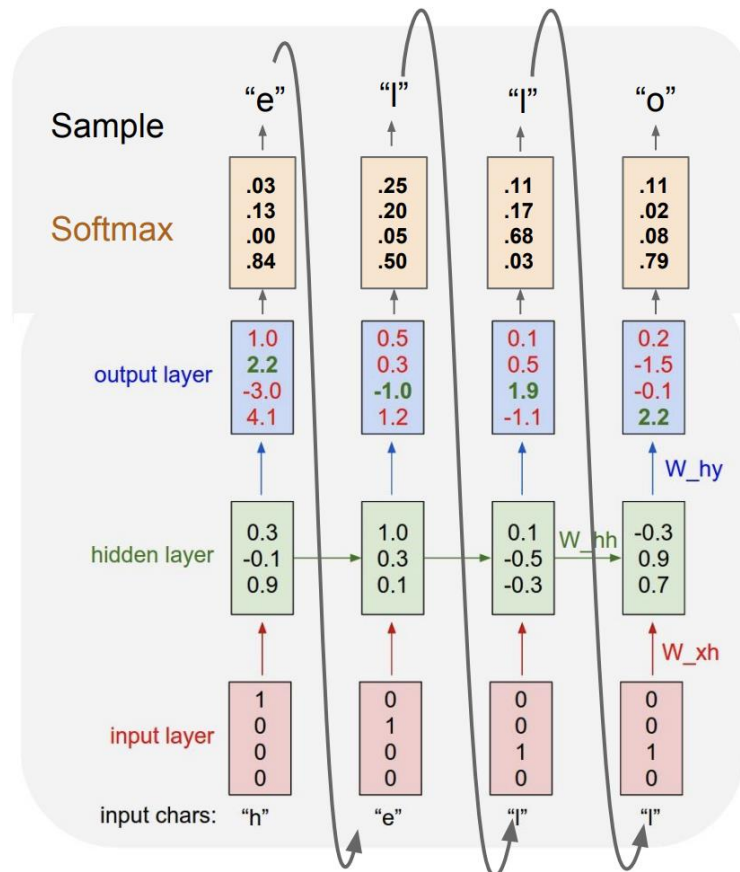 “e” “l” “l” “o”
Sample
.03 .25 .11 .11
.13 .20 .17 .02
Softmax
.00 .05 .68 .08
.84 .50 .03 .79
1.0 0.5 0.1 0.2
2.2 0.3 0.5 -1.5
output layer
-3.0 -1.0 1.9 -0.1
4.1 1.2 -1.1 2.2
W_hy
0.3 1.0 0.1 -0.3
W_hh
hidden layer
-0.1 0.3 -0.5 0.9
0.9 0.1 -0.3 0.7
W_xh
1 0 0 0
0 1 0 0
input layer
0 0 1 1
0 0 0 0
input chars: “h” “e” “l” “l”